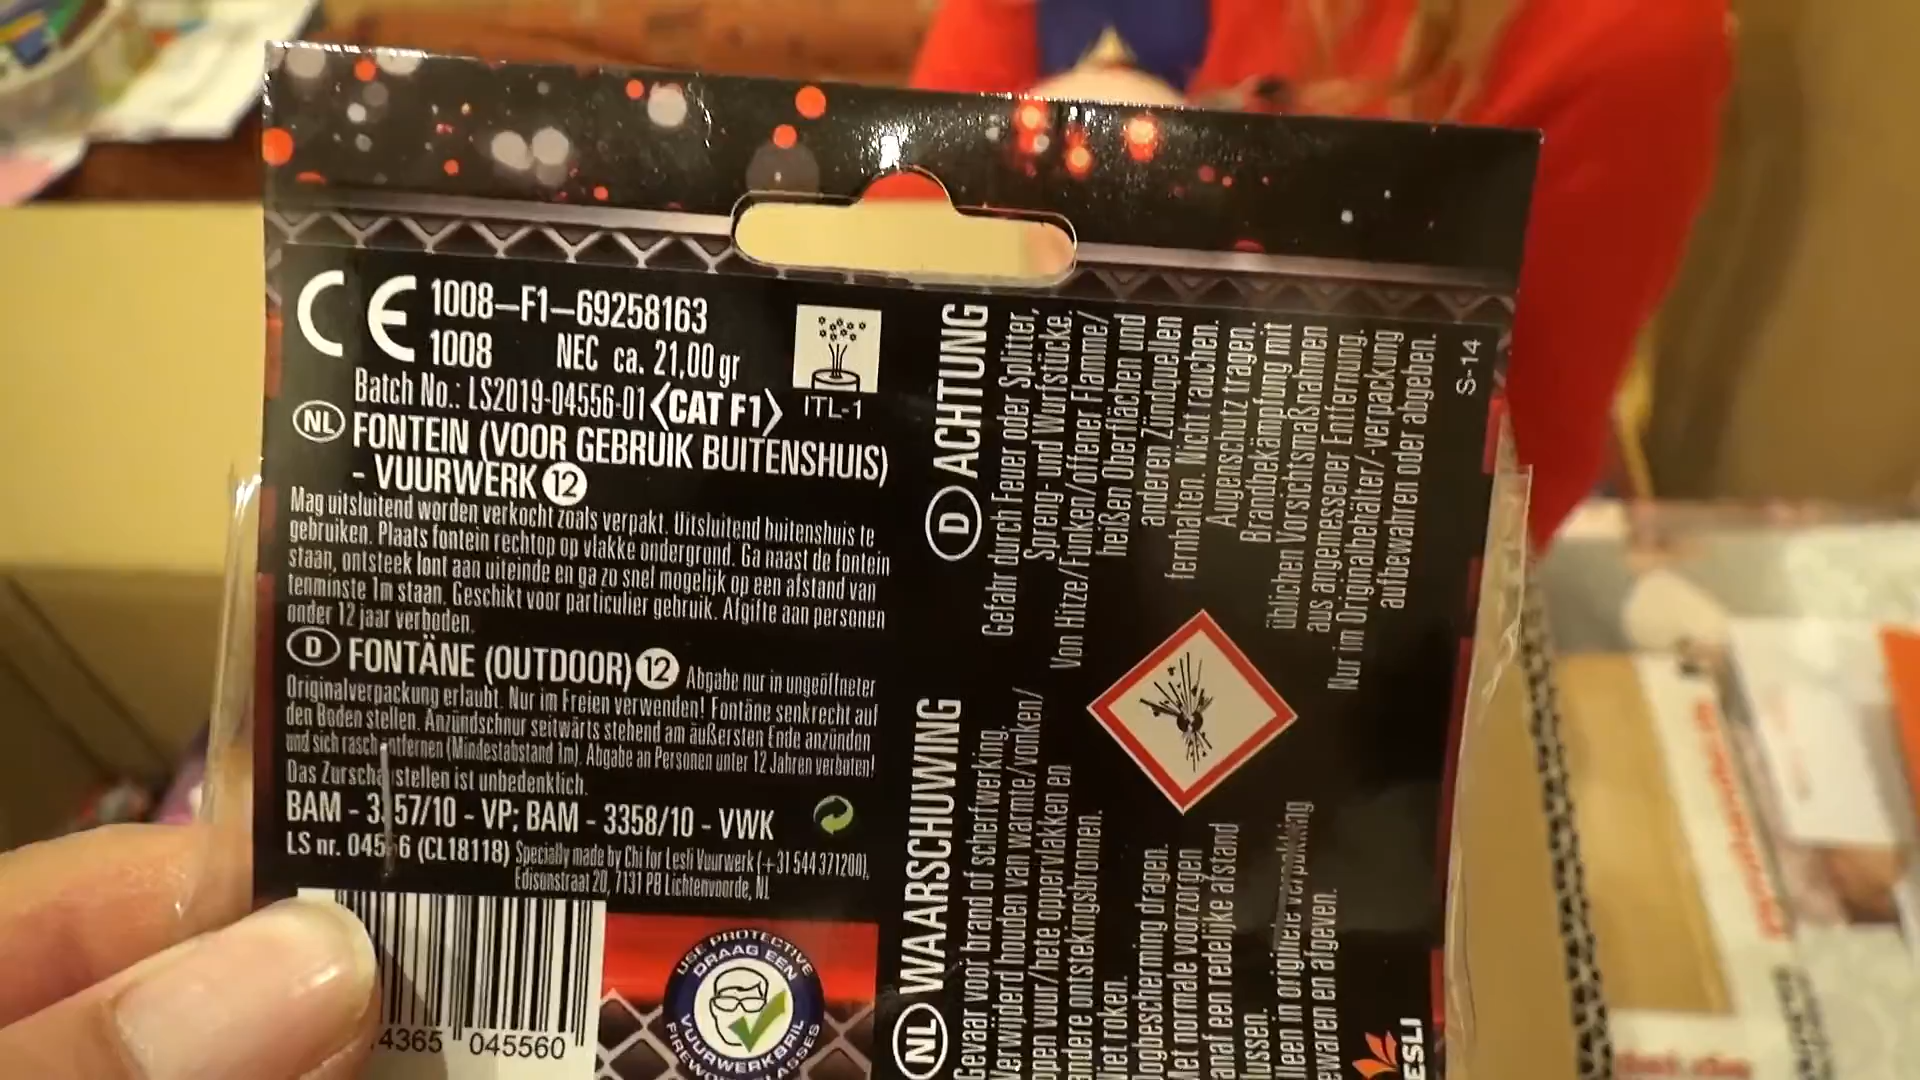 CE 1008–F1–69258163
1008 NEC ca. 21,00 gr
Batch No.: LS2019-04556-01 〈CAT F1〉
ITL-1
NL FONTEIN (VOOR GEBRUIK BUITENSHUIS)
- VUURWERK 12
Mag uitsluitend worden verkocht zoals verpakt. Uitsluitend buitenshuis te
gebruiken. Plaats fontein rechtop op vlakke ondergrond. Ga naast de fontein
staan, ontsteek lont aan uiteinde en ga zo snel mogelijk op een afstand van
tenminste 1m staan. Geschikt voor particulier gebruik. Afgifte aan personen
onder 12 jaar verboden.
D FONTÄNE (OUTDOOR) 12 Abgabe nur in ungeöffneter
Originalverpackung erlaubt. Nur im Freien verwenden! Fontäne senkrecht auf
den Boden stellen. Anzündschnur seitwärts stehend am äußersten Ende anzünden
und sich rasch entfernen (Mindestabstand 1m). Abgabe an Personen unter 12 Jahren verboten!
Das Zurschaustellen ist unbedenklich.
BAM - 3357/10 - VP; BAM - 3358/10 - VWK
LS nr. 04556 (CL18118) Specially made by Chi for Lesli Vuurwerk (+31 544 371200),
Edisonstraat 20, 7131 PB Lichtenvoorde, NL
4365 045560
USE PROTECTIVE
DRAAG EEN
VUURWERKBRIL
D ACHTUNG
Gefahr durch Feuer oder Splitter,
Spreng- und Wurfstücke.
Von Hitze/Funken/offener Flamme/
heißen Oberflächen und
anderen Zündquellen
fernhalten. Nicht rauchen.
Augenschutz tragen.
Brandbekämpfung mit
üblichen Vorsichtsmaßnahmen
aus angemessener Entfernung.
Nur im Originalbehälter/-verpackung
aufbewahren oder abgeben.
S-14
NL WAARSCHUWING
Gevaar voor brand of scherfwerking.
Verwijderd houden van warmte/vonken/
open vuur/hete oppervlakken en
andere ontstekingsbronnen.
Niet roken.
Oogbescherming dragen.
Met normale voorzorgen
vanaf een redelijke afstand
blussen.
Alleen in originele verpakking
bewaren en afgeven.
LESLI